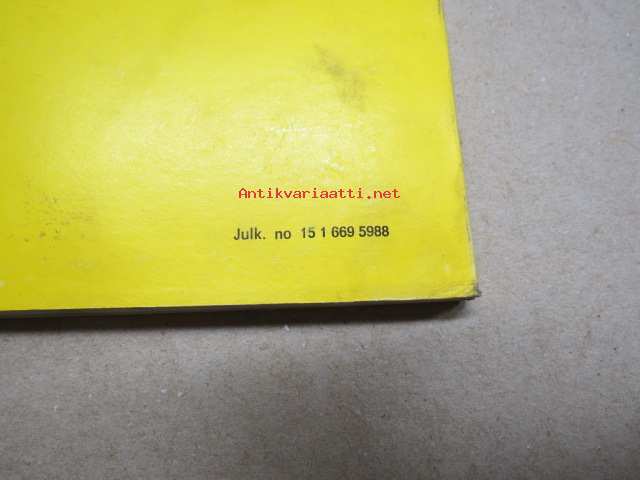 Antikvariaatti.net
Julk. no 15 1 669 5988